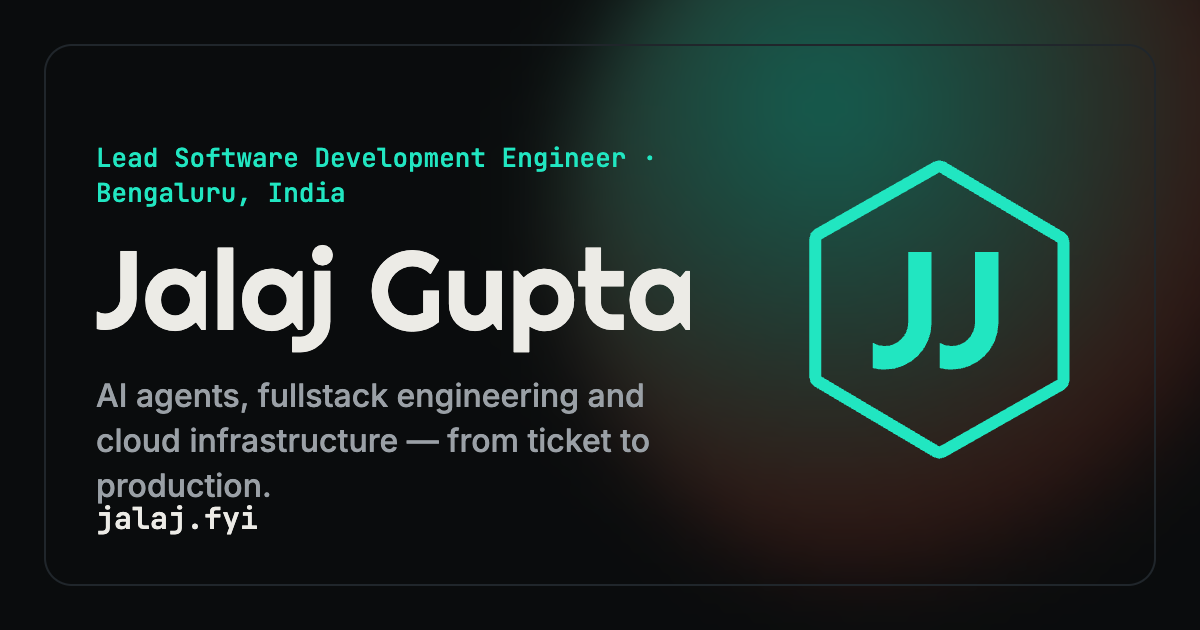 Lead Software Development Engineer ·
Bengaluru, India
Jalaj Gupta
JJ
AI agents, fullstack engineering and
cloud infrastructure — from ticket to
production.
jalaj.fyi